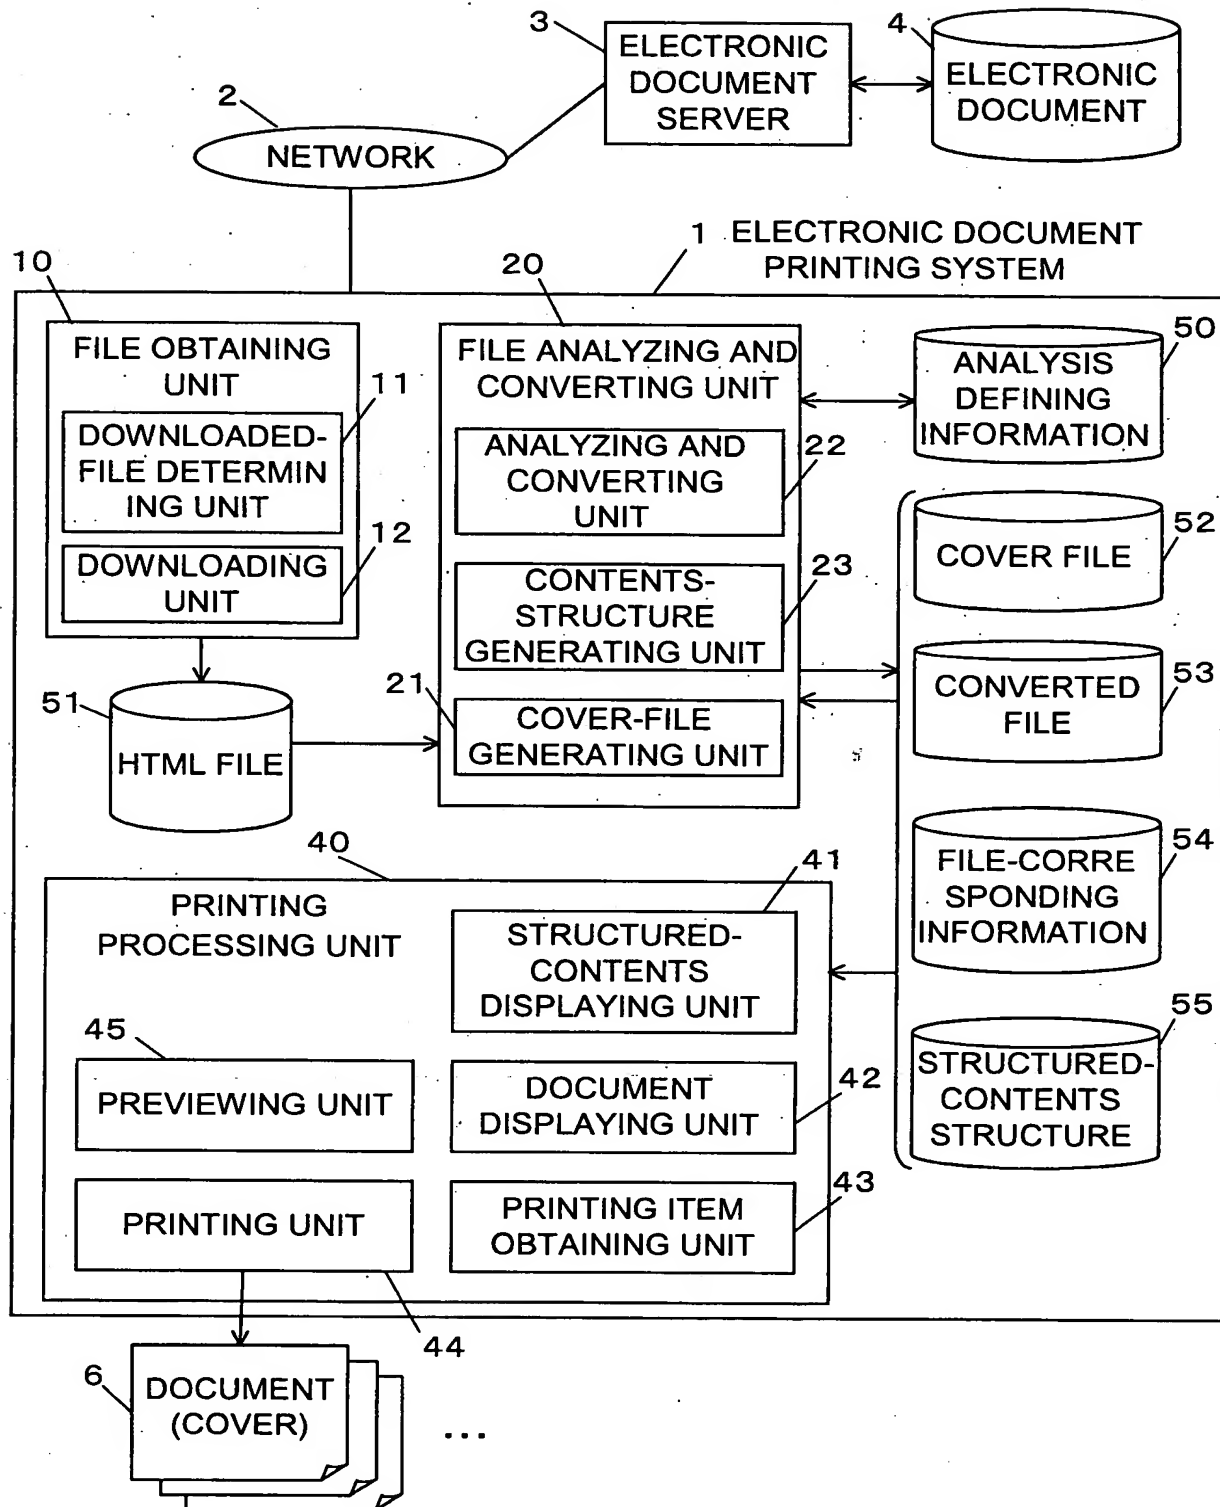 3
ELECTRONIC
DOCUMENT
SERVER
4
ELECTRONIC
DOCUMENT
2
NETWORK
1 ELECTRONIC DOCUMENT
PRINTING SYSTEM
10
FILE OBTAINING
UNIT
11
DOWNLOADED-
FILE DETERMIN
ING UNIT
12
DOWNLOADING
UNIT
20
FILE ANALYZING AND
CONVERTING UNIT
ANALYZING AND
CONVERTING
UNIT
22
CONTENTS-
STRUCTURE
GENERATING UNIT
23
21
COVER-FILE
GENERATING UNIT
50
ANALYSIS
DEFINING
INFORMATION
52
COVER FILE
53
CONVERTED
FILE
54
FILE-CORRE
SPONDING
INFORMATION
55
STRUCTURED-
CONTENTS
STRUCTURE
51
HTML FILE
40
PRINTING
PROCESSING UNIT
41
STRUCTURED-
CONTENTS
DISPLAYING UNIT
45
PREVIEWING UNIT
DOCUMENT
DISPLAYING UNIT
42
PRINTING UNIT
PRINTING ITEM
OBTAINING UNIT
43
44
6
DOCUMENT
(COVER)
...